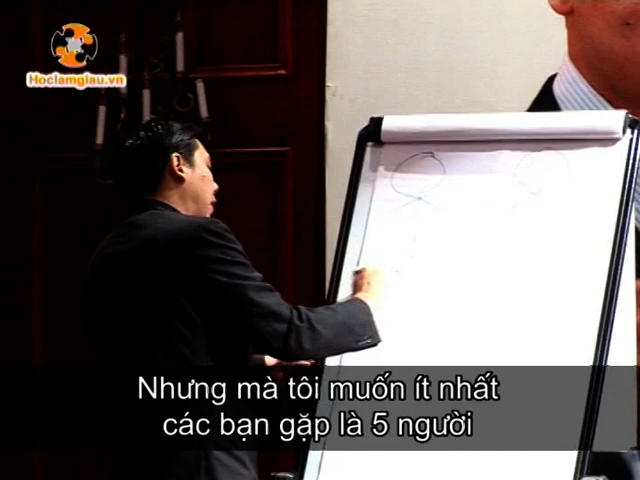 Hoclamgiau.vn
Nhưng mà tôi muốn ít nhất
các bạn gặp là 5 người